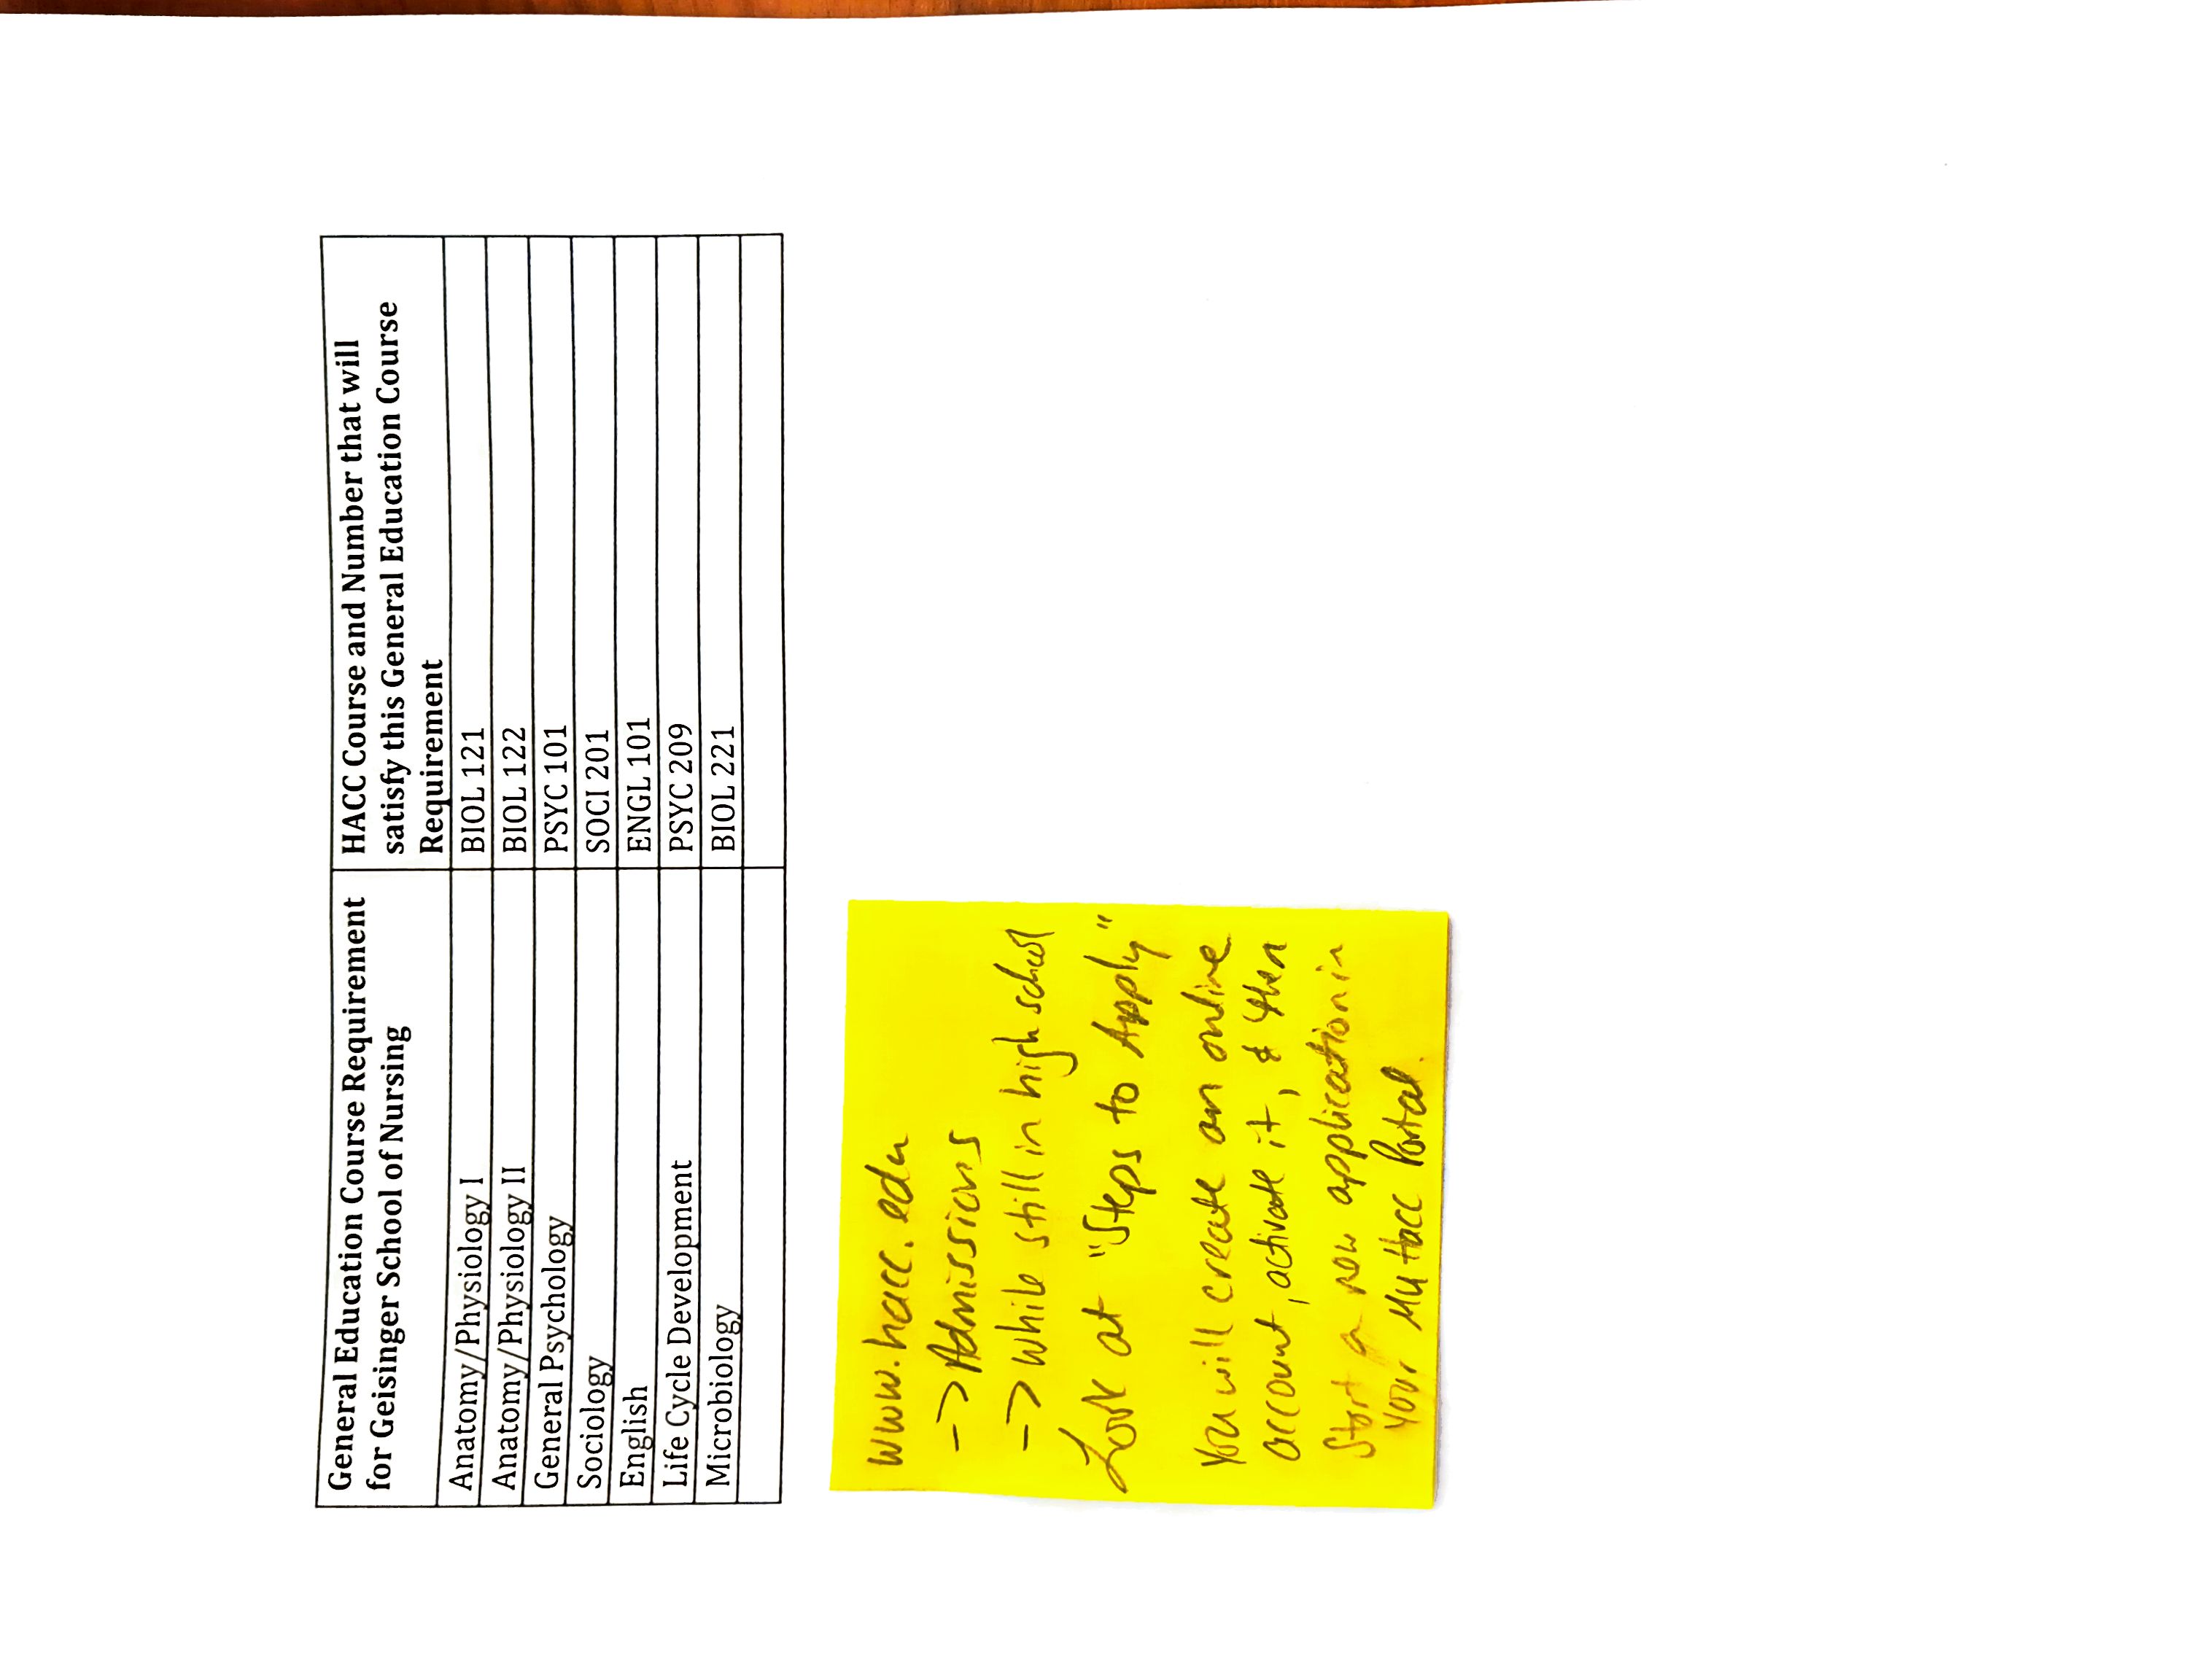 General Education Course Requirement
for Geisinger School of Nursing
HACC Course and Number that will
satisfy this General Education Course
Requirement
Anatomy/Physiology I
BIOL 121
Anatomy/Physiology II
BIOL 122
General Psychology
PSYC 101
Sociology
SOCI 201
English
ENGL 101
Life Cycle Development
PSYC 209
Microbiology
BIOL 221
www.hacc.edu
-> Admissions
-> While still in high school
Look at "Steps to Apply"
You will create an online
account, activate it, & then
Start a new application in
your My Hacc Portal.